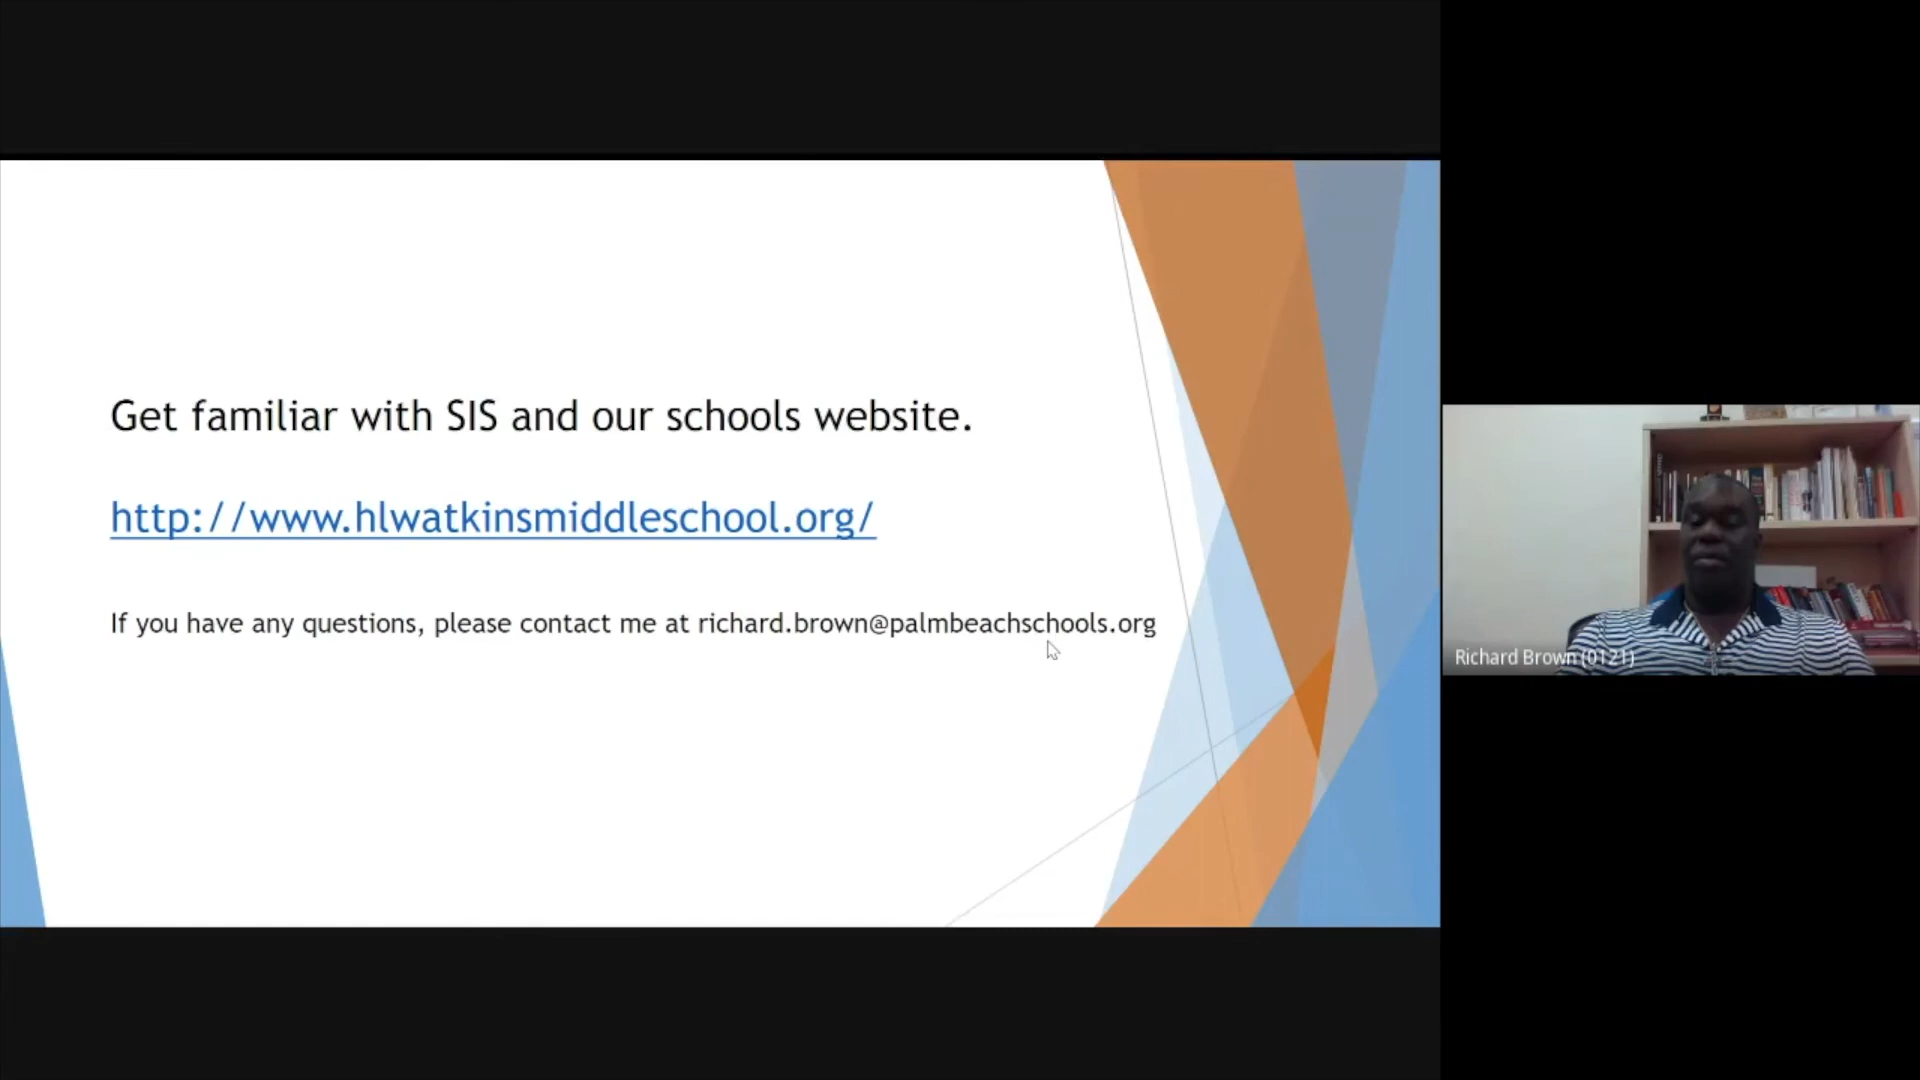 Get familiar with SIS and our schools website.
http://www.hlwatkinsmiddleschool.org/
If you have any questions, please contact me at richard.brown@palmbeachschools.org
Richard Brown (0121)